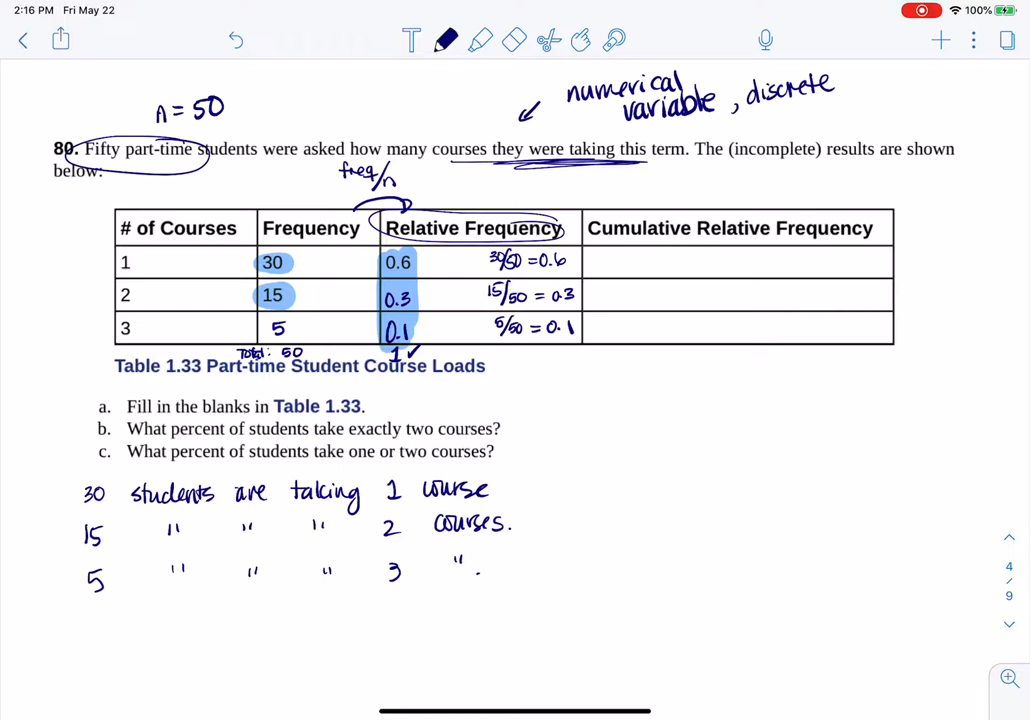 2:16 PM Fri May 22
100%
T
numerical
variable, discrete
n = 50
80. Fifty part-time students were asked how many courses they were taking this term. The (incomplete) results are shown
below:
freq/n
# of Courses Frequency Relative Frequency Cumulative Relative Frequency
1 30 0.6 30/50 = 0.6
2 15 0.3 15/50 = 0.3
3 5 0.1 5/50 = 0.1
Total: 50 1 ✓
Table 1.33 Part-time Student Course Loads
a. Fill in the blanks in Table 1.33.
b. What percent of students take exactly two courses?
c. What percent of students take one or two courses?
30 students are taking 1 course
15 " " " 2 courses.
5 " " " 3 " .
4
/
9